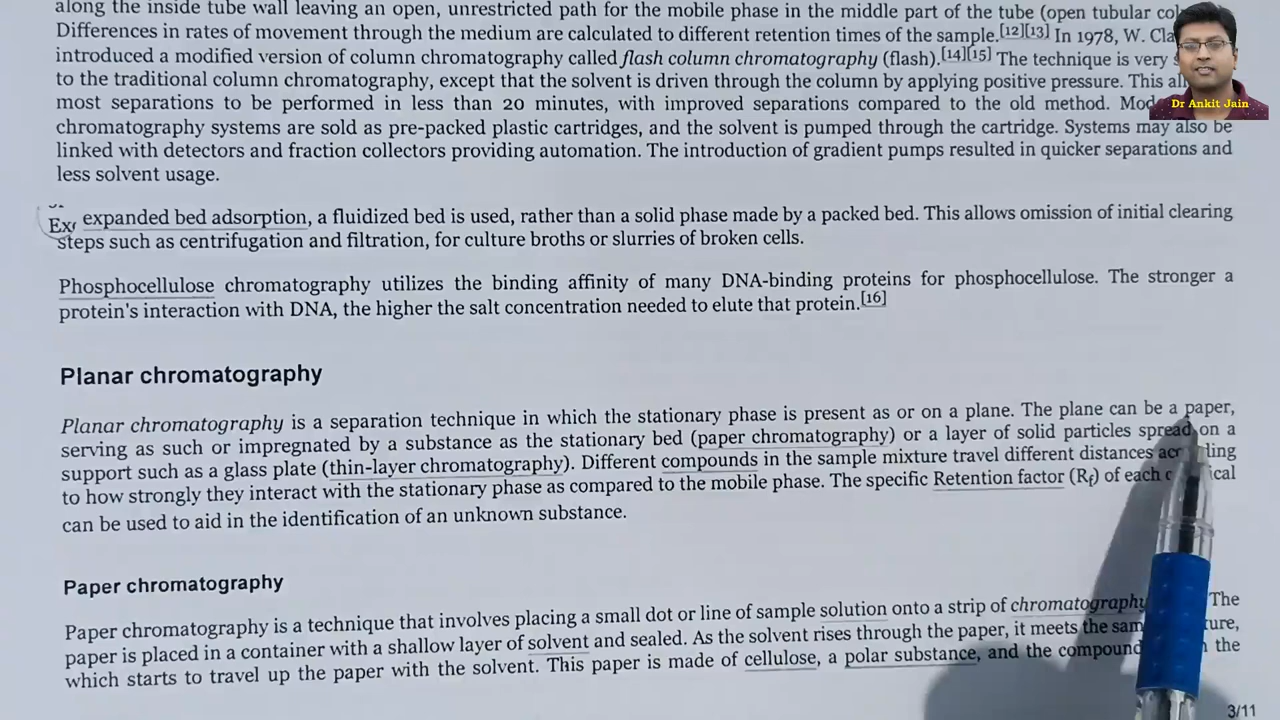 along the inside tube wall leaving an open, unrestricted path for the mobile phase in the middle part of the tube (open tubular
Differences in rates of movement through the medium are calculated to different retention times of the sample.[12][13] In 1978, W.
introduced a modified version of column chromatography called flash column chromatography (flash).[14][15] The technique is very
to the traditional column chromatography, except that the solvent is driven through the column by applying positive pressure. This
most separations to be performed in less than 20 minutes, with improved separations compared to the old method.
chromatography systems are sold as pre-packed plastic cartridges, and the solvent is pumped through the cartridge. Systems may also be
linked with detectors and fraction collectors providing automation. The introduction of gradient pumps resulted in quicker separations and
less solvent usage.
expanded bed adsorption, a fluidized bed is used, rather than a solid phase made by a packed bed. This allows omission of initial clearing
steps such as centrifugation and filtration, for culture broths or slurries of broken cells.
Phosphocellulose chromatography utilizes the binding affinity of many DNA-binding proteins for phosphocellulose. The stronger a
protein's interaction with DNA, the higher the salt concentration needed to elute that protein.[16]
Planar chromatography
Planar chromatography is a separation technique in which the stationary phase is present as or on a plane. The plane can be a paper,
serving as such or impregnated by a substance as the stationary bed (paper chromatography) or a layer of solid particles spread on a
support such as a glass plate (thin-layer chromatography). Different compounds in the sample mixture travel different distances
to how strongly they interact with the stationary phase as compared to the mobile phase. The specific Retention factor (Rf) of each
can be used to aid in the identification of an unknown substance.
Paper chromatography
Paper chromatography is a technique that involves placing a small dot or line of sample solution onto a strip of chromatography The
paper is placed in a container with a shallow layer of solvent and sealed. As the solvent rises through the paper, it meets the
which starts to travel up the paper with the solvent. This paper is made of cellulose, a polar substance, and the the
3/11
Dr Ankit Jain